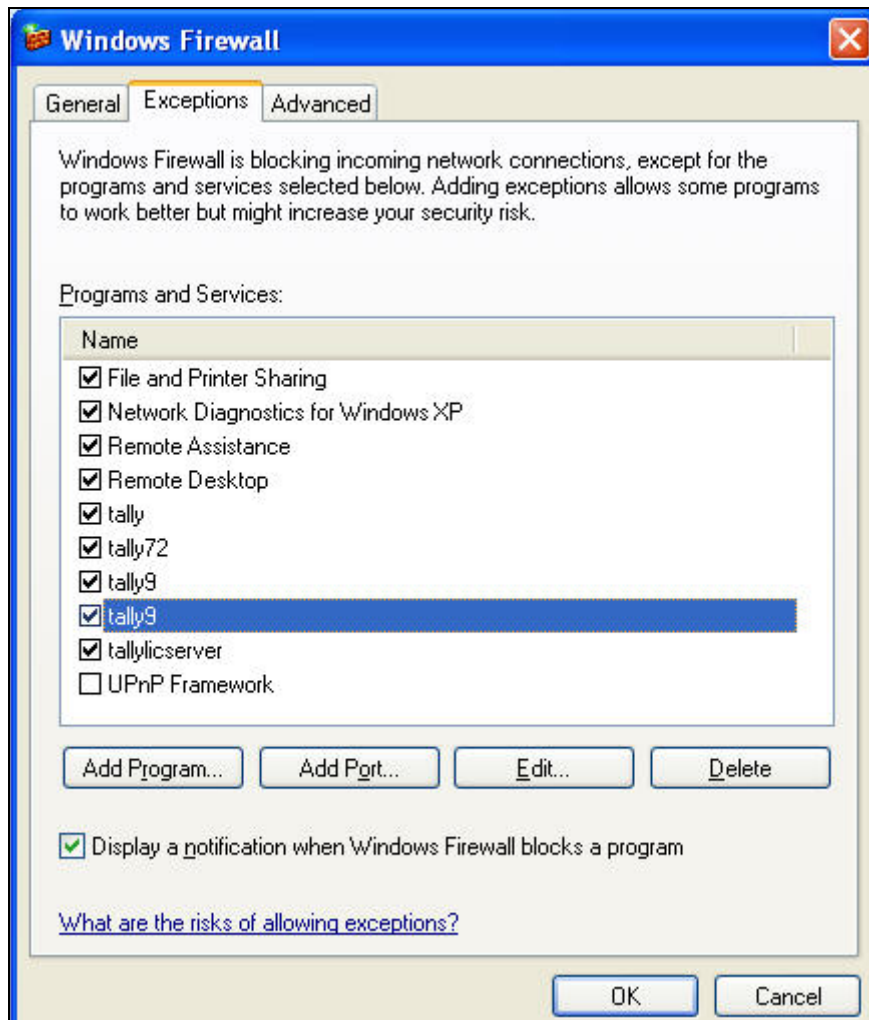 Windows Firewall
General Exceptions Advanced
Windows Firewall is blocking incoming network connections, except for the
programs and services selected below. Adding exceptions allows some programs
to work better but might increase your security risk.
Programs and Services:
Name
File and Printer Sharing
Network Diagnostics for Windows XP
Remote Assistance
Remote Desktop
tally
tally72
tally9
tally9
tallylicserver
UPnP Framework
Add Program... Add Port... Edit... Delete
Display a notification when Windows Firewall blocks a program
What are the risks of allowing exceptions?
OK Cancel